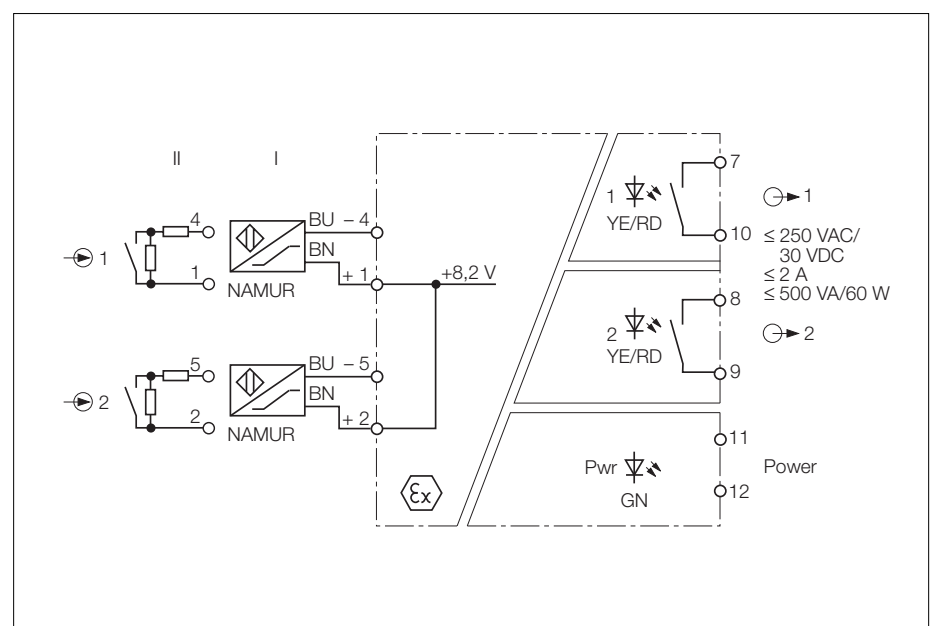 II I
7
1
YE/RD
1
10
≤ 250 VAC/
30 VDC
≤ 2 A
≤ 500 VA/60 W
4
BU – 4
BN
1
1
+ 1
+8,2 V
NAMUR
8
2
YE/RD
2
9
5
BU – 5
BN
2
2
+ 2
NAMUR
11
Pwr
Power
GN
12
εx